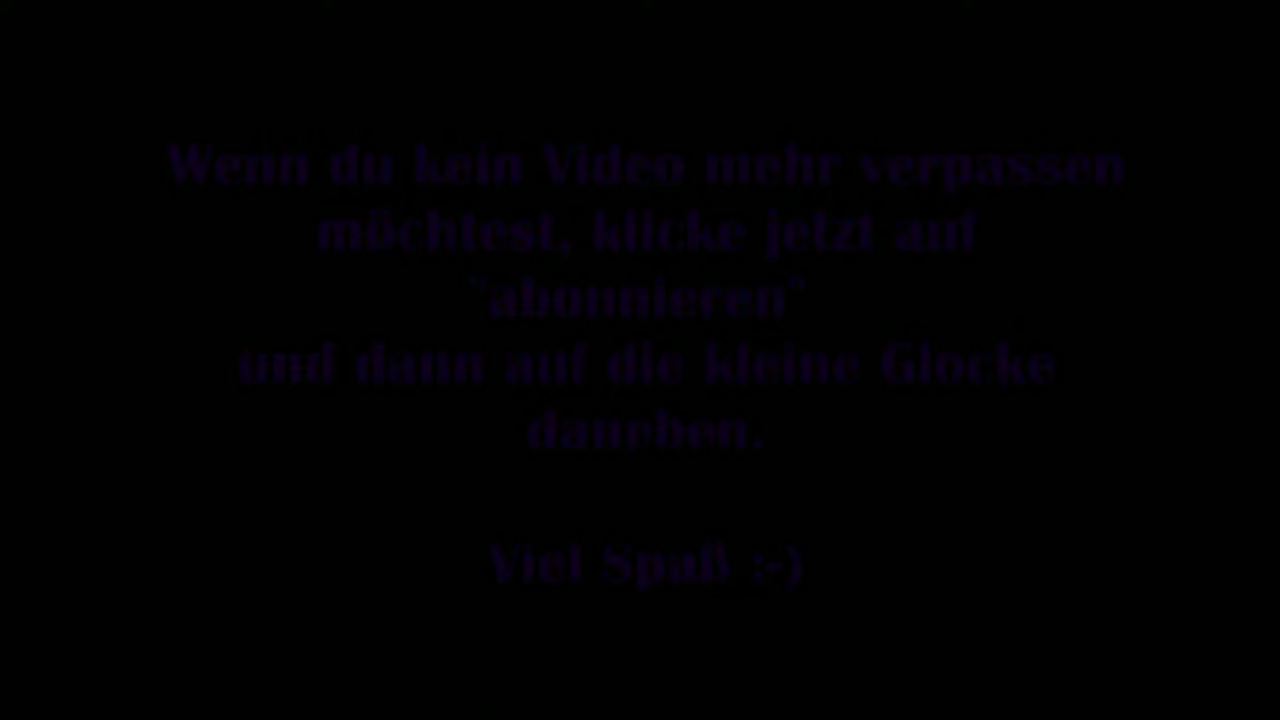 Wenn du kein Video mehr verpassen
möchtest, klicke jetzt auf
"abonnieren"
und dann auf die kleine Glocke
daneben.
Viel Spaß :-)